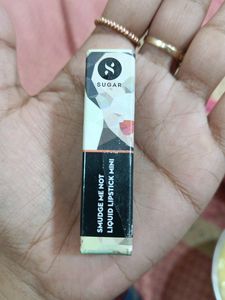 SUGAR
SMUDGE ME NOT
LIQUID LIPSTICK MINI